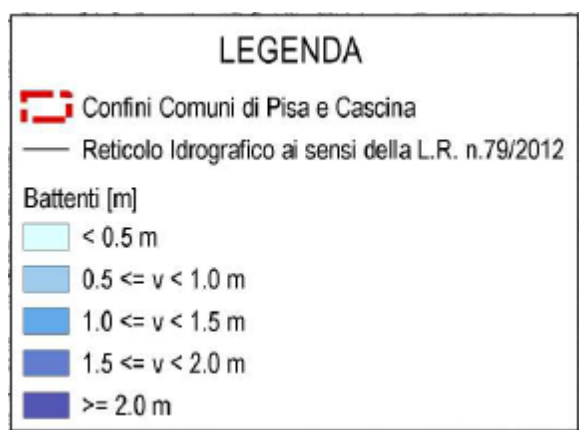 LEGENDA
Confini Comuni di Pisa e Cascina
Reticolo Idrografico ai sensi della L.R. n.79/2012
Battenti [m]
< 0.5 m
0.5 <= v < 1.0 m
1.0 <= v < 1.5 m
1.5 <= v < 2.0 m
>= 2.0 m